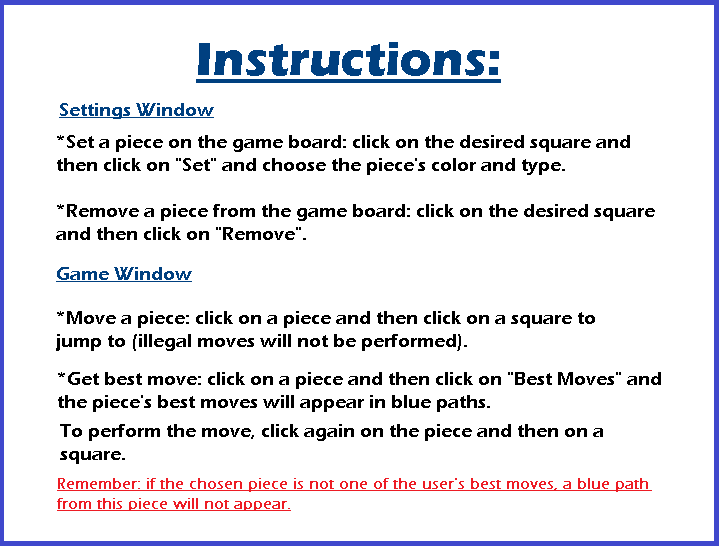 Instructions:
Settings Window
*Set a piece on the game board: click on the desired square and
then click on "Set" and choose the piece's color and type.
*Remove a piece from the game board: click on the desired square
and then click on "Remove".
Game Window
*Move a piece: click on a piece and then click on a square to
jump to (illegal moves will not be performed).
*Get best move: click on a piece and then click on "Best Moves" and
the piece's best moves will appear in blue paths.
To perform the move, click again on the piece and then on a
square.
Remember: if the chosen piece is not one of the user's best moves, a blue path
from this piece will not appear.